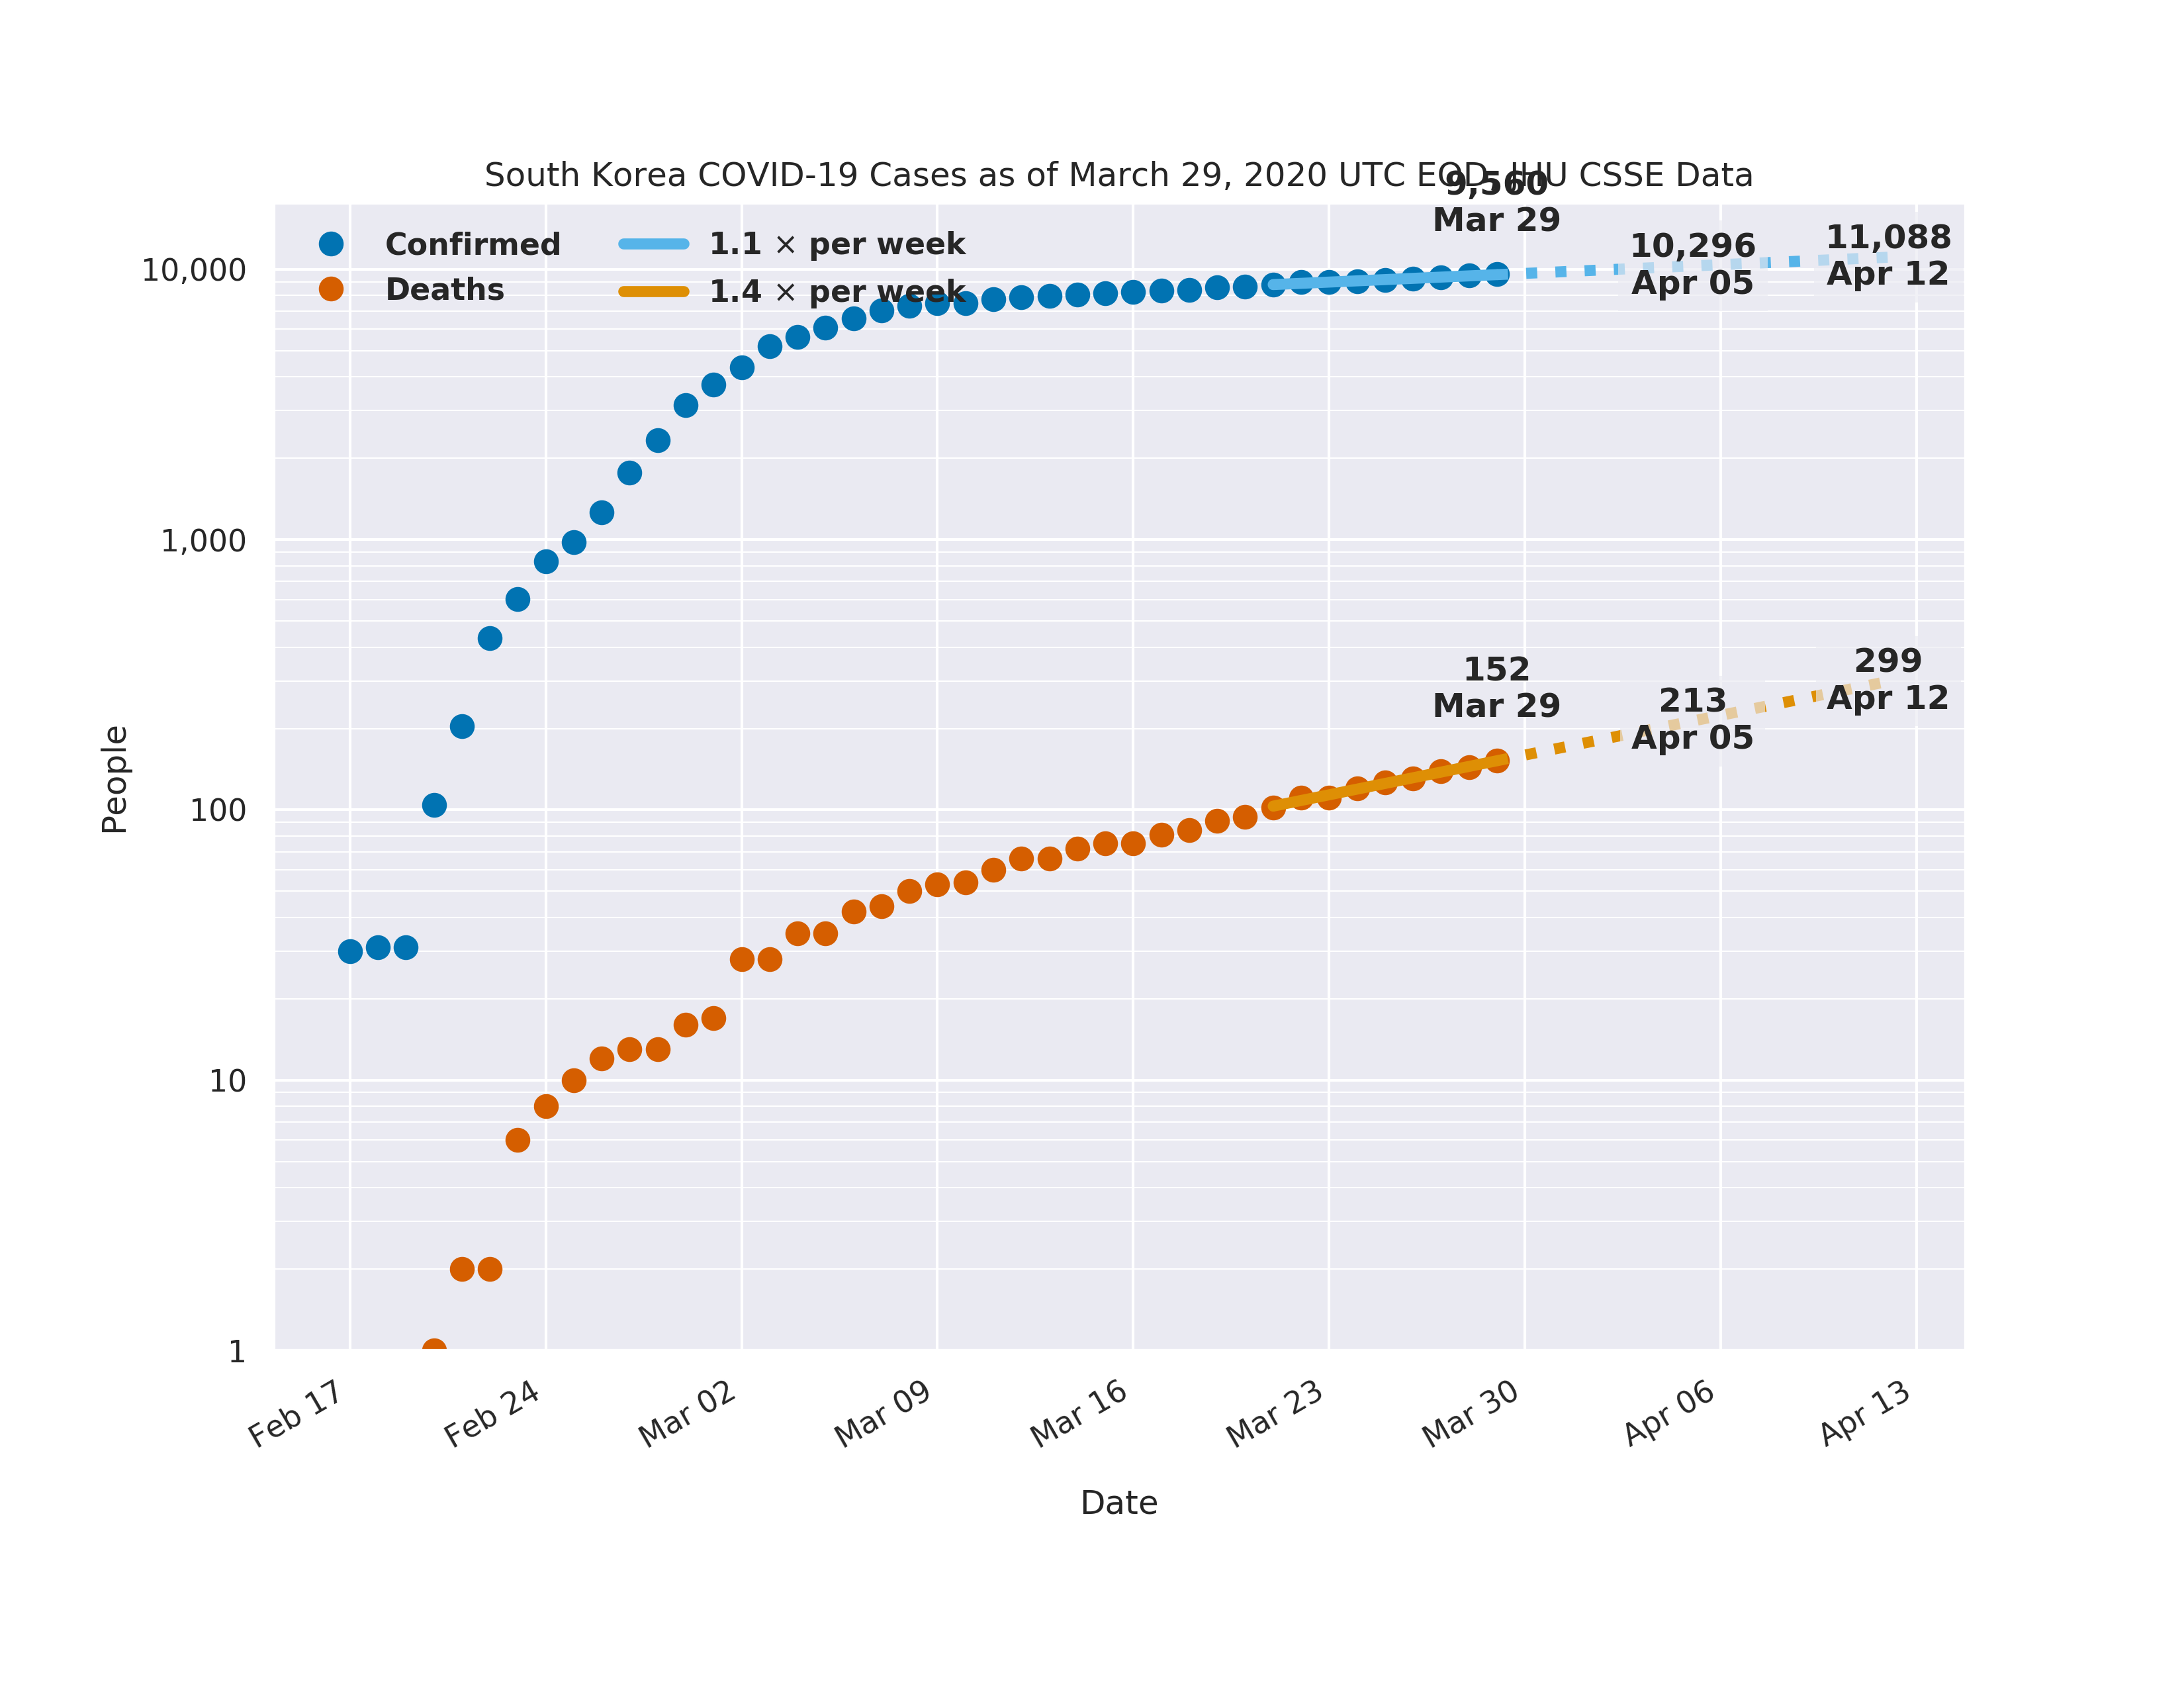 South Korea COVID-19 Cases as of March 29, 2020 UTC EOD, JHU CSSE Data
9,560
Mar 29
10,296
Apr 05
11,088
Apr 12
Confirmed
Deaths
1.1 × per week
1.4 × per week
10,000
1,000
100
10
1
People
152
Mar 29
213
Apr 05
299
Apr 12
Feb 17
Feb 24
Mar 02
Mar 09
Mar 16
Mar 23
Mar 30
Apr 06
Apr 13
Date